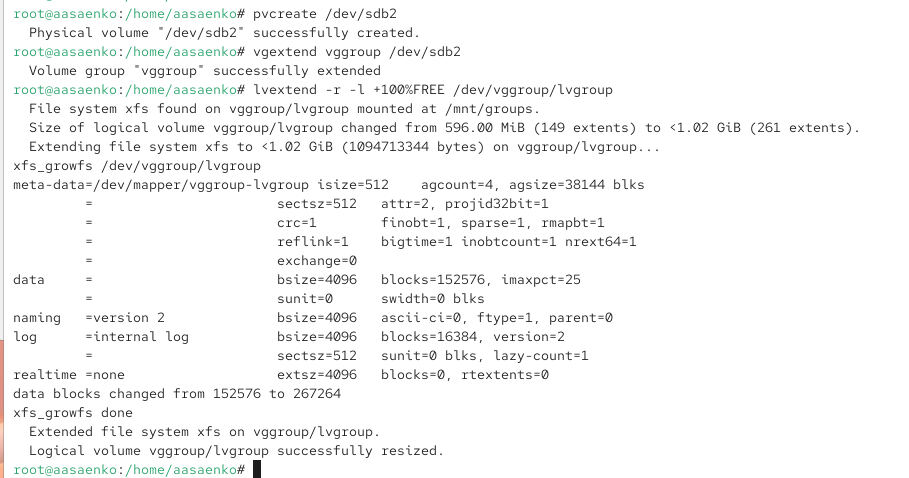 root@aasaenko:/home/aasaenko# pvcreate /dev/sdb2
  Physical volume "/dev/sdb2" successfully created.
root@aasaenko:/home/aasaenko# vgextend vggroup /dev/sdb2
  Volume group "vggroup" successfully extended
root@aasaenko:/home/aasaenko# lvextend -r -l +100%FREE /dev/vggroup/lvgroup
  File system xfs found on vggroup/lvgroup mounted at /mnt/groups.
  Size of logical volume vggroup/lvgroup changed from 596.00 MiB (149 extents) to <1.02 GiB (261 extents).
  Extending file system xfs to <1.02 GiB (1094713344 bytes) on vggroup/lvgroup...
xfs_growfs /dev/vggroup/lvgroup
meta-data=/dev/mapper/vggroup-lvgroup isize=512    agcount=4, agsize=38144 blks
         =                       sectsz=512   attr=2, projid32bit=1
         =                       crc=1        finobt=1, sparse=1, rmapbt=1
         =                       reflink=1    bigtime=1 inobtcount=1 nrext64=1
         =                       exchange=0
data     =                       bsize=4096   blocks=152576, imaxpct=25
         =                       sunit=0      swidth=0 blks
naming   =version 2              bsize=4096   ascii-ci=0, ftype=1, parent=0
log      =internal log           bsize=4096   blocks=16384, version=2
         =                       sectsz=512   sunit=0 blks, lazy-count=1
realtime =none                   extsz=4096   blocks=0, rtextents=0
data blocks changed from 152576 to 267264
xfs_growfs done
  Extended file system xfs on vggroup/lvgroup.
  Logical volume vggroup/lvgroup successfully resized.
root@aasaenko:/home/aasaenko#